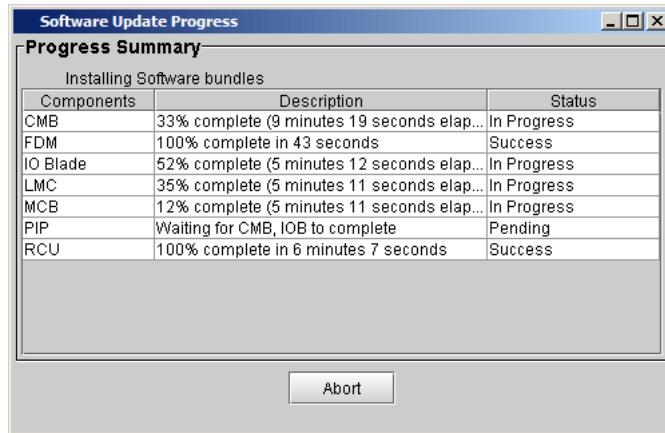 Software Update Progress
Progress Summary
Installing Software bundles
Components Description Status
CMB 33% complete (9 minutes 19 seconds elap... In Progress
FDM 100% complete in 43 seconds Success
IO Blade 52% complete (5 minutes 12 seconds elap... In Progress
LMC 35% complete (5 minutes 11 seconds elap... In Progress
MCB 12% complete (5 minutes 11 seconds elap... In Progress
PIP Waiting for CMB, IOB to complete Pending
RCU 100% complete in 6 minutes 7 seconds Success
Abort